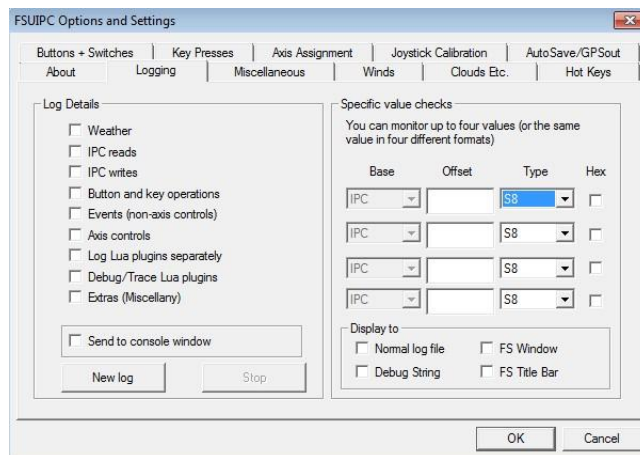 FSUIPC Options and Settings
Buttons + Switches Key Presses Axis Assignment Joystick Calibration AutoSave/GPSout
About Logging Miscellaneous Winds Clouds Etc. Hot Keys
Log Details
Weather
IPC reads
IPC writes
Button and key operations
Events (non-axis controls)
Axis controls
Log Lua plugins separately
Debug/Trace Lua plugins
Extras (Miscellany)
Send to console window
New log Stop
Specific value checks
You can monitor up to four values (or the same
value in four different formats)
Base Offset Type Hex
IPC S8
IPC S8
IPC S8
IPC S8
Display to
Normal log file FS Window
Debug String FS Title Bar
OK Cancel